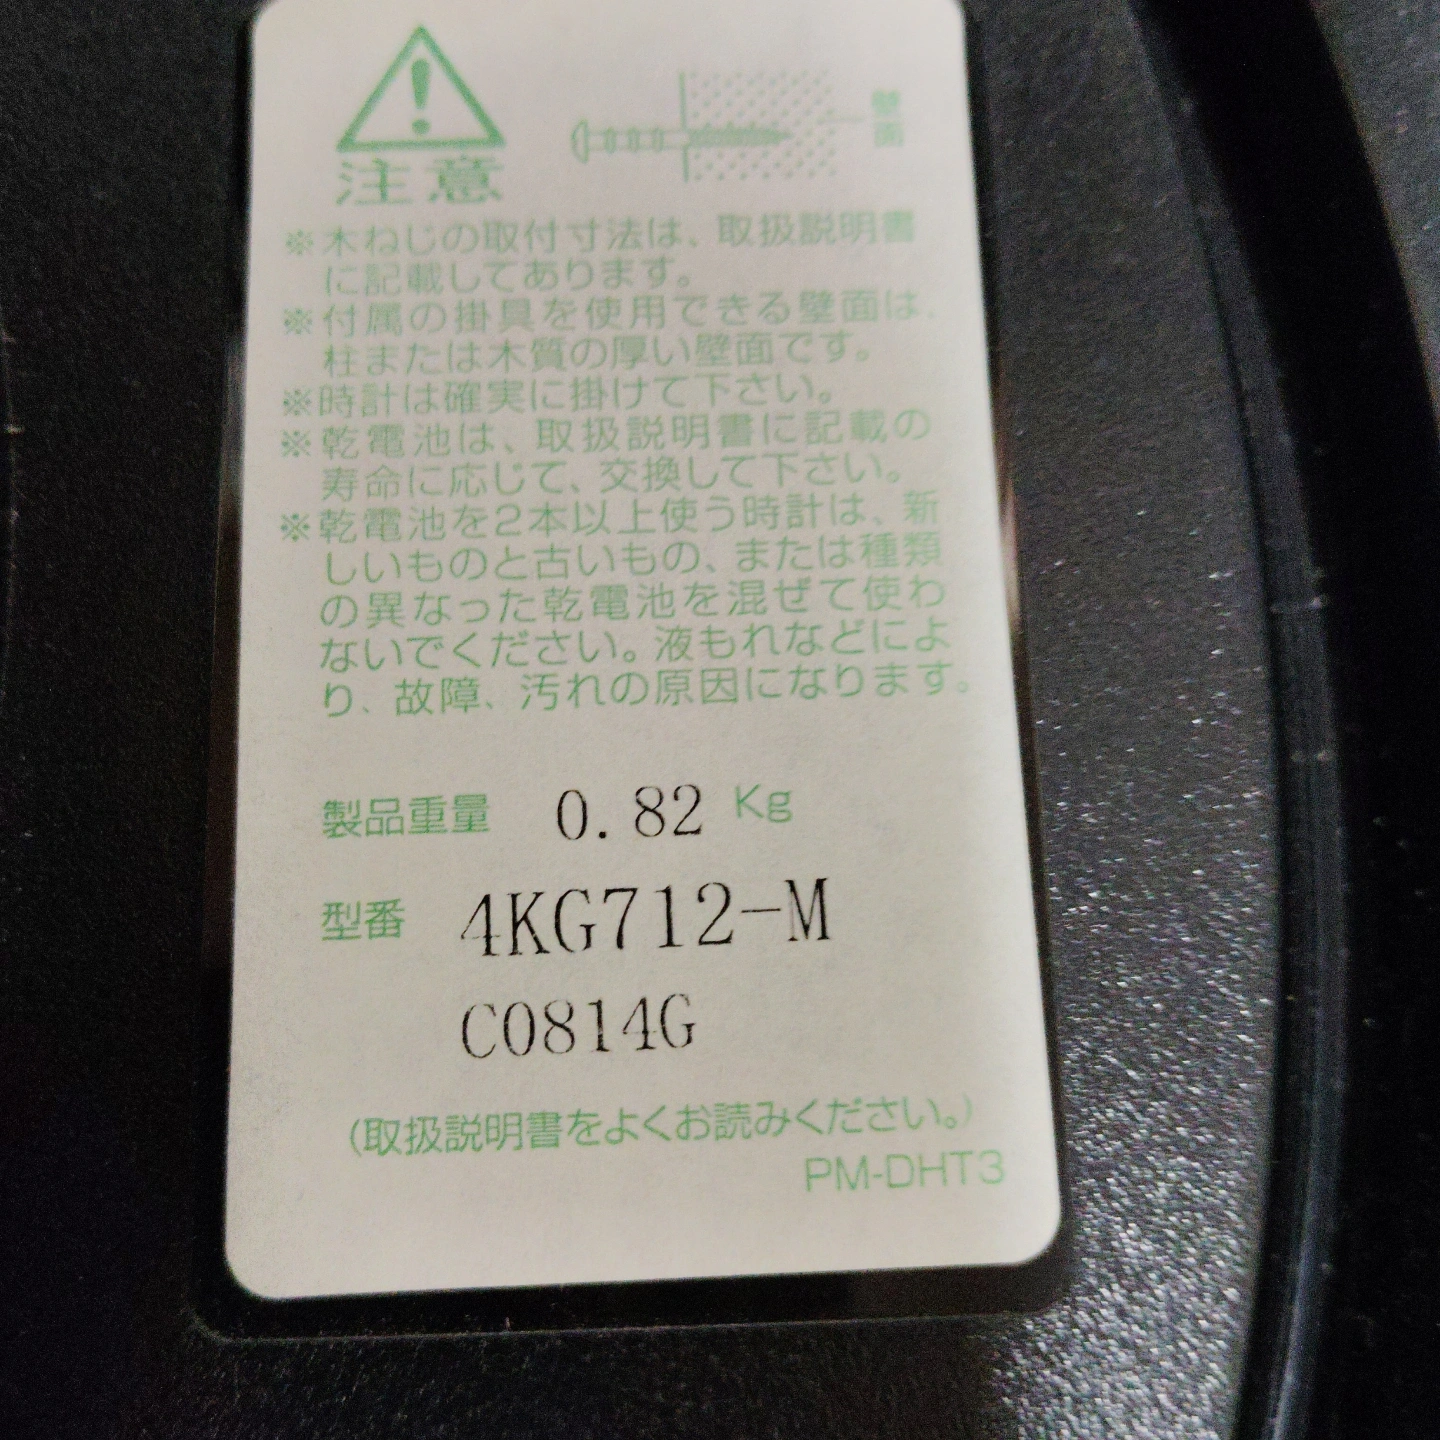 注意
壁面
※木ねじの取付寸法は、取扱説明書
に記載してあります。
※付属の掛具を使用できる壁面は、
柱または木質の厚い壁面です。
※時計は確実に掛けて下さい。
※乾電池は、取扱説明書に記載の
寿命に応じて、交換して下さい。
※乾電池を2本以上使う時計は、新
しいものと古いもの、または種類
の異なった乾電池を混ぜて使わ
ないでください。液もれなどによ
り、故障、汚れの原因になります。
製品重量 0.82 Kg
型番 4KG712-M
C0814G
(取扱説明書をよくお読みください。)
PM-DHT3